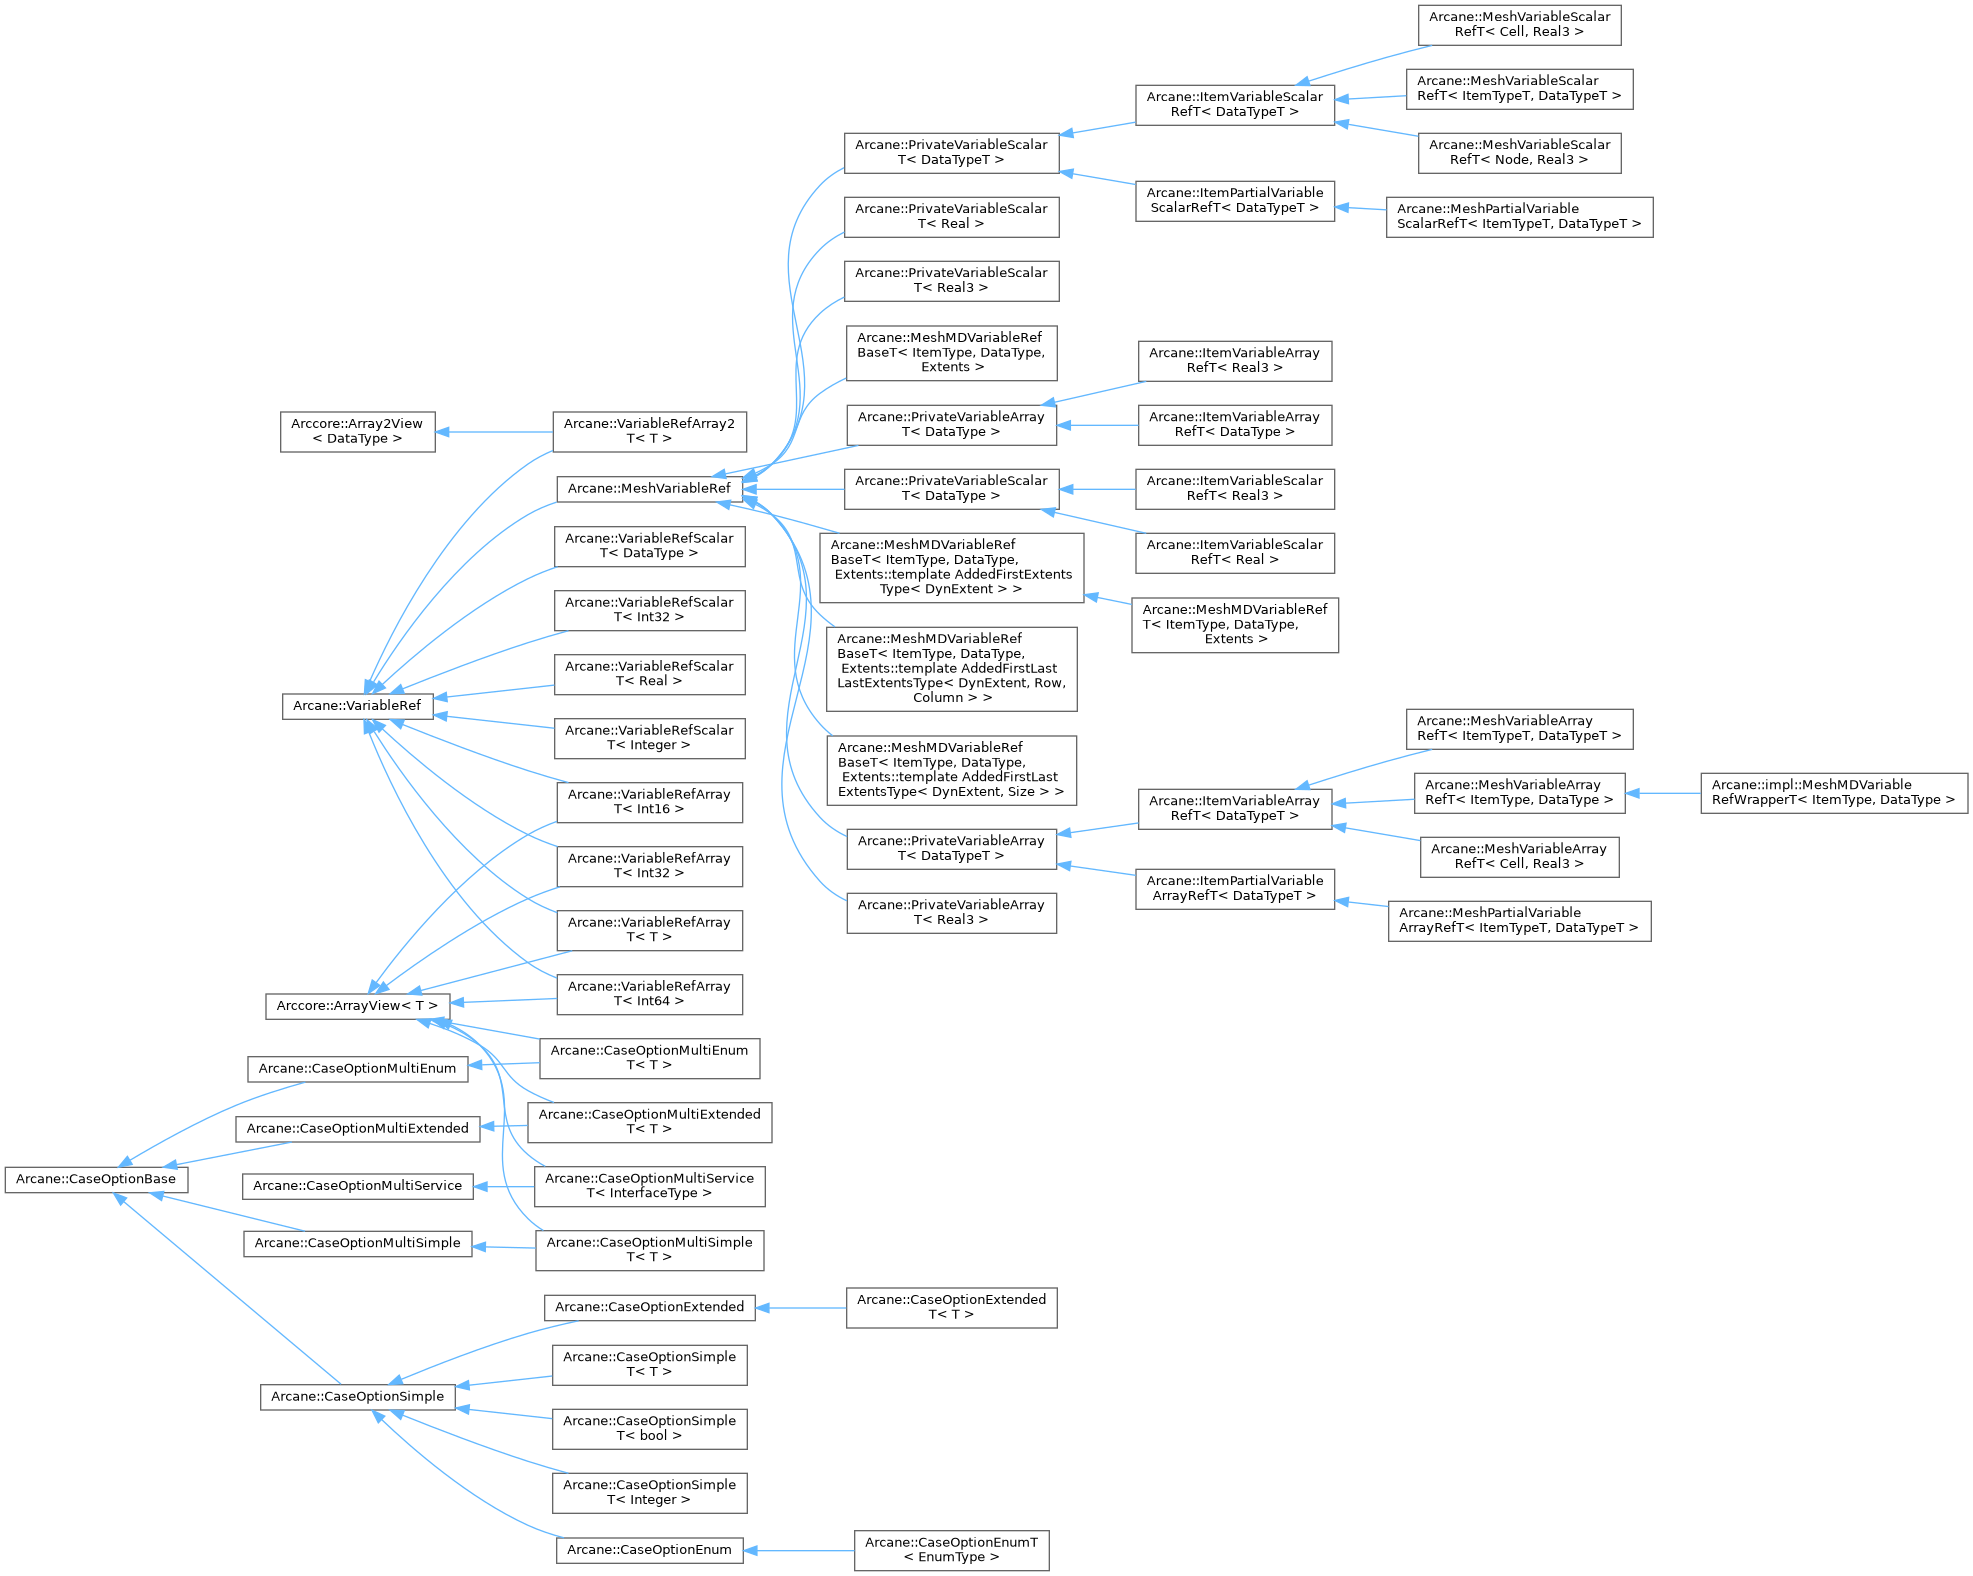 Arcane::MeshVariableScalar
RefT< Cell, Real3 >
Arcane::MeshVariableScalar
RefT< ItemTypeT, DataTypeT >
Arcane::ItemVariableScalar
RefT< DataTypeT >
Arcane::MeshVariableScalar
RefT< Node, Real3 >
Arcane::PrivateVariableScalar
T< DataTypeT >
Arcane::ItemPartialVariable
ScalarRefT< DataTypeT >
Arcane::MeshPartialVariable
ScalarRefT< ItemTypeT, DataTypeT >
Arcane::PrivateVariableScalar
T< Real >
Arcane::PrivateVariableScalar
T< Real3 >
Arcane::MeshMDVariableRef
BaseT< ItemType, DataType,
Extents >
Arcane::ItemVariableArray
RefT< Real3 >
Arccore::Array2View
< DataType >
Arcane::VariableRefArray2
T< T >
Arcane::PrivateVariableArray
T< DataType >
Arcane::ItemVariableArray
RefT< DataType >
Arcane::MeshVariableRef
Arcane::PrivateVariableScalar
T< DataType >
Arcane::ItemVariableScalar
RefT< Real3 >
Arcane::VariableRefScalar
T< DataType >
Arcane::MeshMDVariableRef
BaseT< ItemType, DataType,
Extents::template AddedFirstExtents
Type< DynExtent > >
Arcane::ItemVariableScalar
RefT< Real >
Arcane::VariableRefScalar
T< Int32 >
Arcane::MeshMDVariableRef
T< ItemType, DataType,
Extents >
Arcane::VariableRefScalar
T< Real >
Arcane::MeshMDVariableRef
BaseT< ItemType, DataType,
Extents::template AddedFirstLast
LastExtentsType< DynExtent, Row,
Column > >
Arcane::VariableRef
Arcane::VariableRefScalar
T< Integer >
Arcane::MeshMDVariableRef
BaseT< ItemType, DataType,
Extents::template AddedFirstLast
ExtentsType< DynExtent, Size > >
Arcane::MeshVariableArray
RefT< ItemTypeT, DataTypeT >
Arcane::VariableRefArray
T< Int16 >
Arcane::ItemVariableArray
RefT< DataTypeT >
Arcane::MeshVariableArray
RefT< ItemType, DataType >
Arcane::impl::MeshMDVariable
RefWrapperT< ItemType, DataType >
Arcane::VariableRefArray
T< Int32 >
Arcane::PrivateVariableArray
T< DataTypeT >
Arcane::MeshVariableArray
RefT< Cell, Real3 >
Arcane::ItemPartialVariable
ArrayRefT< DataTypeT >
Arcane::MeshPartialVariable
ArrayRefT< ItemTypeT, DataTypeT >
Arcane::VariableRefArray
T< T >
Arcane::PrivateVariableArray
T< Real3 >
Arccore::ArrayView< T >
Arcane::VariableRefArray
T< Int64 >
Arcane::CaseOptionMultiEnum
Arcane::CaseOptionMultiEnum
T< T >
Arcane::CaseOptionMultiExtended
Arcane::CaseOptionMultiExtended
T< T >
Arcane::CaseOptionBase
Arcane::CaseOptionMultiService
Arcane::CaseOptionMultiService
T< InterfaceType >
Arcane::CaseOptionMultiSimple
Arcane::CaseOptionMultiSimple
T< T >
Arcane::CaseOptionExtended
Arcane::CaseOptionExtended
T< T >
Arcane::CaseOptionSimple
T< T >
Arcane::CaseOptionSimple
Arcane::CaseOptionSimple
T< bool >
Arcane::CaseOptionSimple
T< Integer >
Arcane::CaseOptionEnum
Arcane::CaseOptionEnumT
< EnumType >